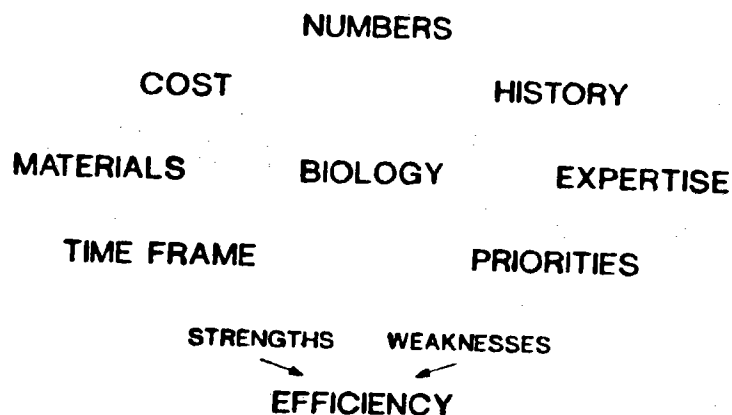 NUMBERS
COST HISTORY
MATERIALS BIOLOGY EXPERTISE
TIME FRAME PRIORITIES
STRENGTHS WEAKNESSES
EFFICIENCY